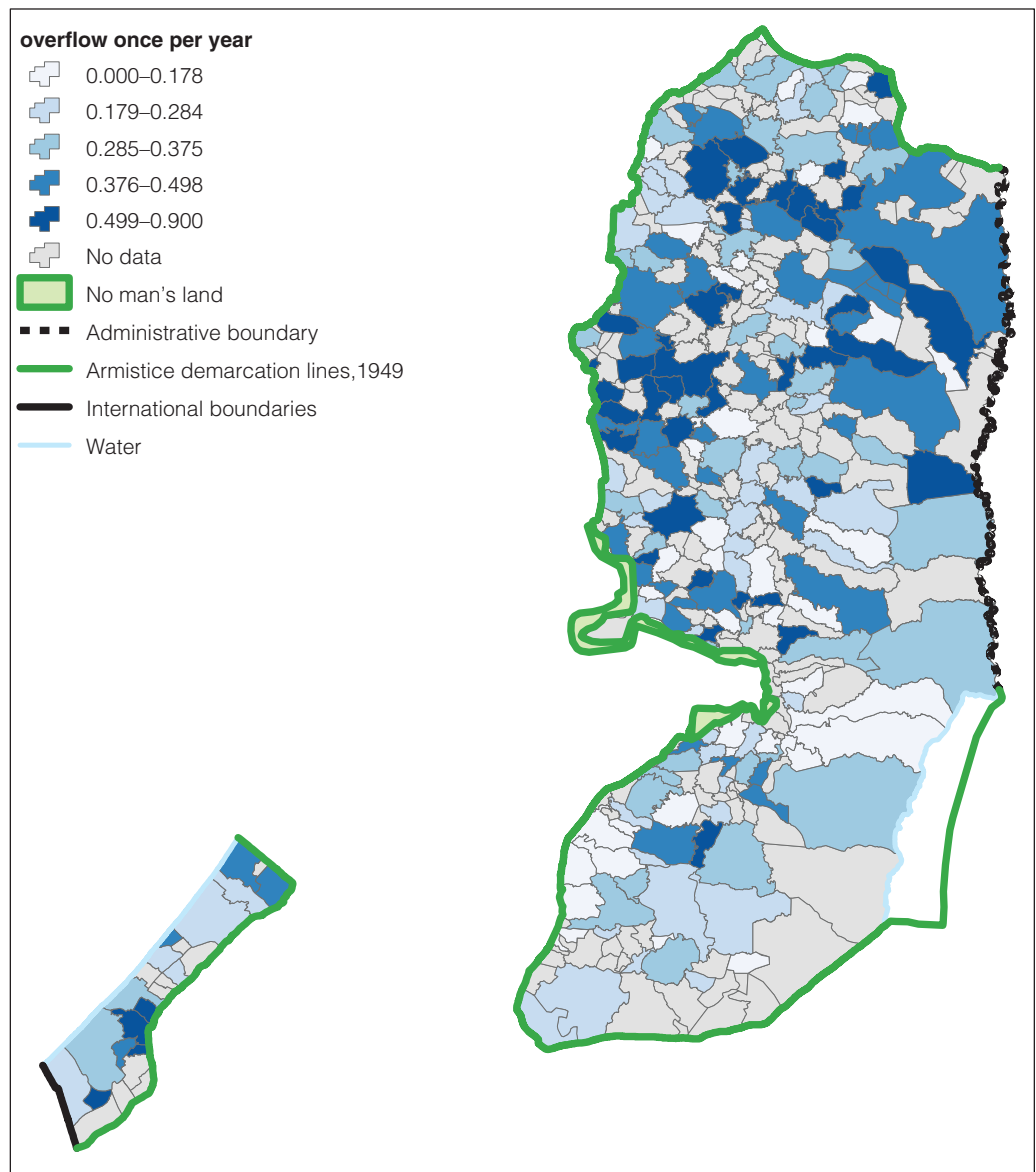 overflow once per year
0.000–0.178
0.179–0.284
0.285–0.375
0.376–0.498
0.499–0.900
No data
No man's land
Administrative boundary
Armistice demarcation lines,1949
International boundaries
Water